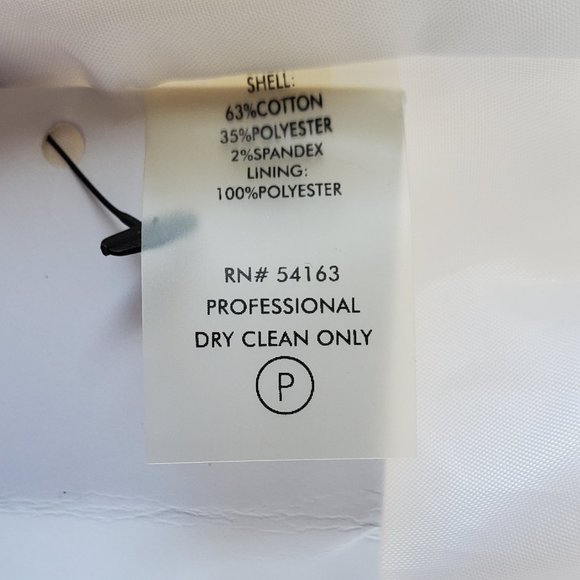 SHELL:
63%COTTON
35%POLYESTER
2%SPANDEX
LINING:
100%POLYESTER
RN# 54163
PROFESSIONAL
DRY CLEAN ONLY
P